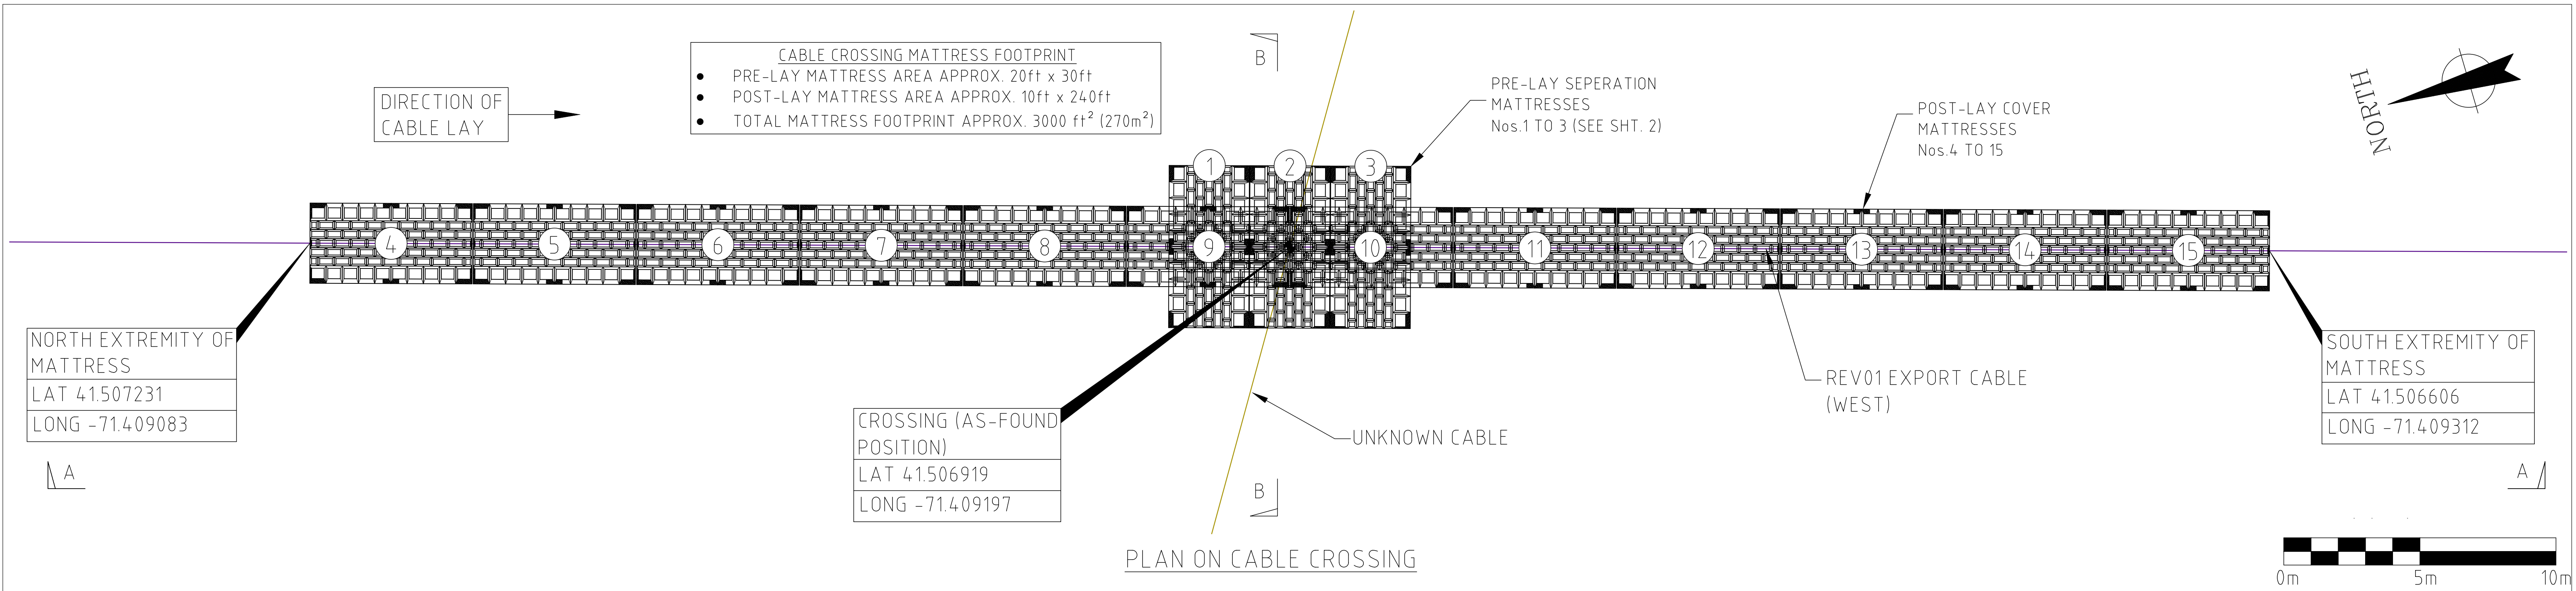 CABLE CROSSING MATTRESS FOOTPRINT
● PRE-LAY MATTRESS AREA APPROX. 20ft x 30ft
● POST-LAY MATTRESS AREA APPROX. 10ft x 240ft
● TOTAL MATTRESS FOOTPRINT APPROX. 3000 ft² (270m²)
DIRECTION OF
CABLE LAY
B
PRE-LAY SEPERATION
MATTRESSES
Nos.1 TO 3 (SEE SHT. 2)
POST-LAY COVER
MATTRESSES
Nos.4 TO 15
NORTH
1
2
3
4
5
6
7
8
9
10
11
12
13
14
15
NORTH EXTREMITY OF
MATTRESS
LAT 41.507231
LONG -71.409083
A
CROSSING (AS-FOUND
POSITION)
LAT 41.506919
LONG -71.409197
B
UNKNOWN CABLE
REV01 EXPORT CABLE
(WEST)
SOUTH EXTREMITY OF
MATTRESS
LAT 41.506606
LONG -71.409312
A
PLAN ON CABLE CROSSING
0m 5m 10m